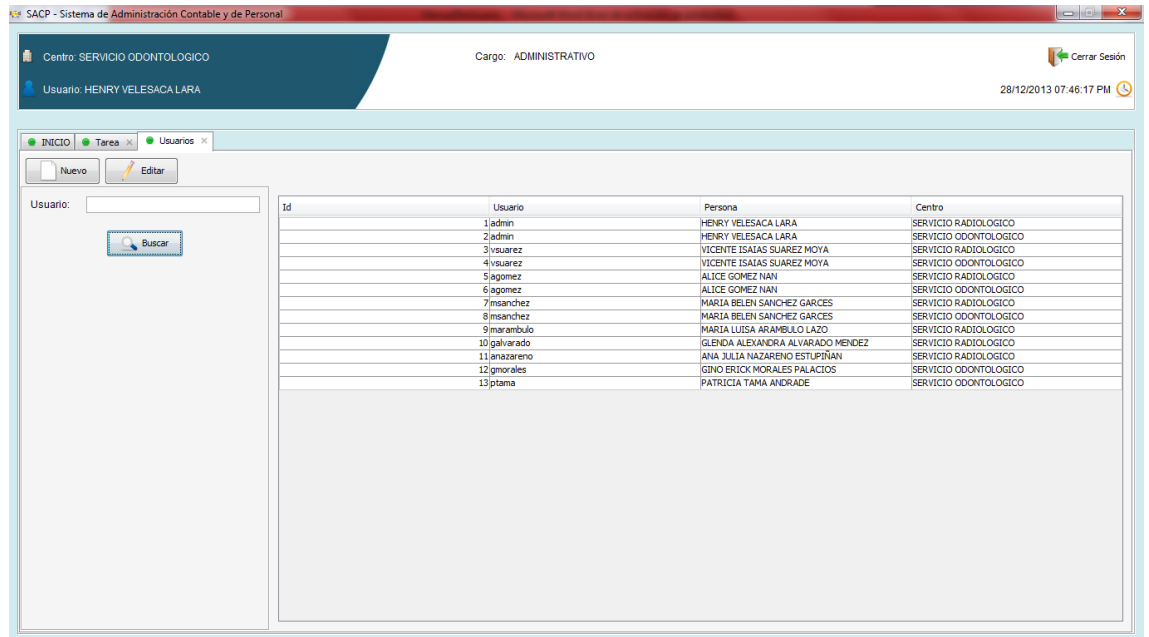 SACP - Sistema de Administración Contable y de Personal
Centro: SERVICIO ODONTOLOGICO
Cargo: ADMINISTRATIVO
Cerrar Sesión
Usuario: HENRY VELESACA LARA
28/12/2013 07:46:17 PM
INICIO Tarea Usuarios
Nuevo Editar
Usuario:
Buscar
Id Usuario Persona Centro
1 admin HENRY VELESACA LARA SERVICIO RADIOLOGICO
2 admin HENRY VELESACA LARA SERVICIO ODONTOLOGICO
3 vsuarez VICENTE ISAIAS SUAREZ MOYA SERVICIO RADIOLOGICO
4 vsuarez VICENTE ISAIAS SUAREZ MOYA SERVICIO ODONTOLOGICO
5 agomez ALICE GOMEZ NAN SERVICIO RADIOLOGICO
6 agomez ALICE GOMEZ NAN SERVICIO ODONTOLOGICO
7 msanchez MARIA BELEN SANCHEZ GARCES SERVICIO RADIOLOGICO
8 msanchez MARIA BELEN SANCHEZ GARCES SERVICIO ODONTOLOGICO
9 marambulo MARIA LUISA ARAMBULO LAZO SERVICIO RADIOLOGICO
10 galvarado GLENDA ALEXANDRA ALVARADO MENDEZ SERVICIO RADIOLOGICO
11 anazareno ANA JULIA NAZARENO ESTUPIÑAN SERVICIO RADIOLOGICO
12 gmorales GINO ERICK MORALES PALACIOS SERVICIO ODONTOLOGICO
13 ptama PATRICIA TAMA ANDRADE SERVICIO ODONTOLOGICO